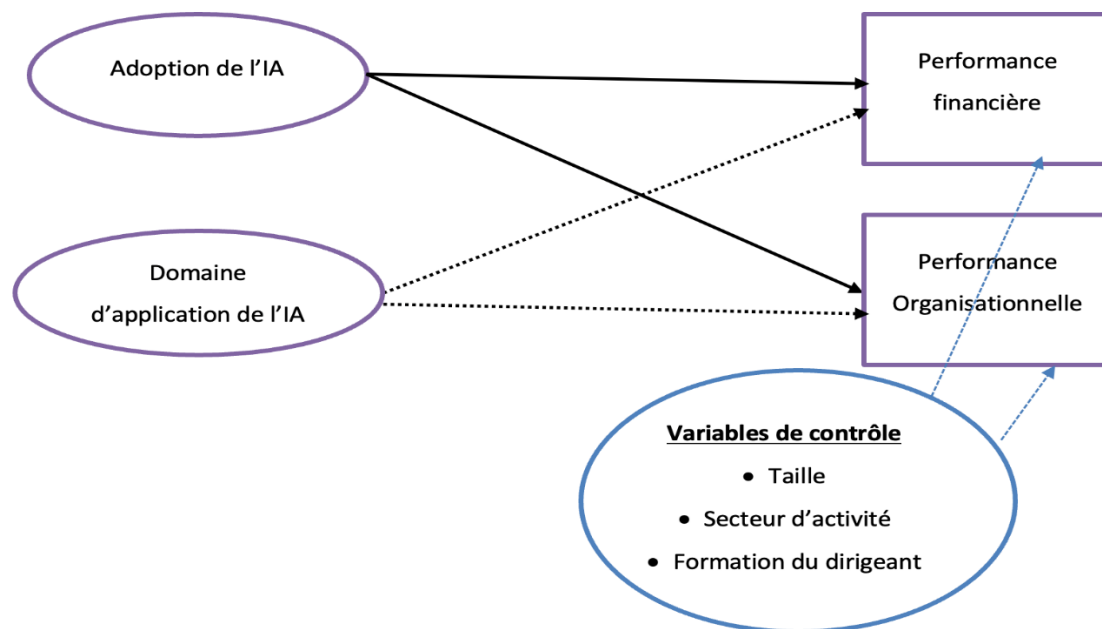 Adoption de l’IA
Performance
financière
Domaine
d’application de l’IA
Performance
Organisationnelle
Variables de contrôle
• Taille
• Secteur d’activité
• Formation du dirigeant